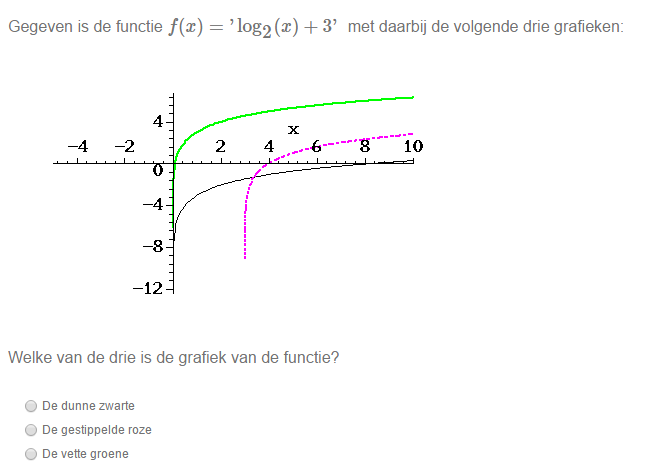 Gegeven is de functie f(x) = ’log₂(x) + 3’ met daarbij de volgende drie grafieken:
4
x
−4 −2 2 4 6 8 10
0
−4
−8
−12
Welke van de drie is de grafiek van de functie?
De dunne zwarte
De gestippelde roze
De vette groene